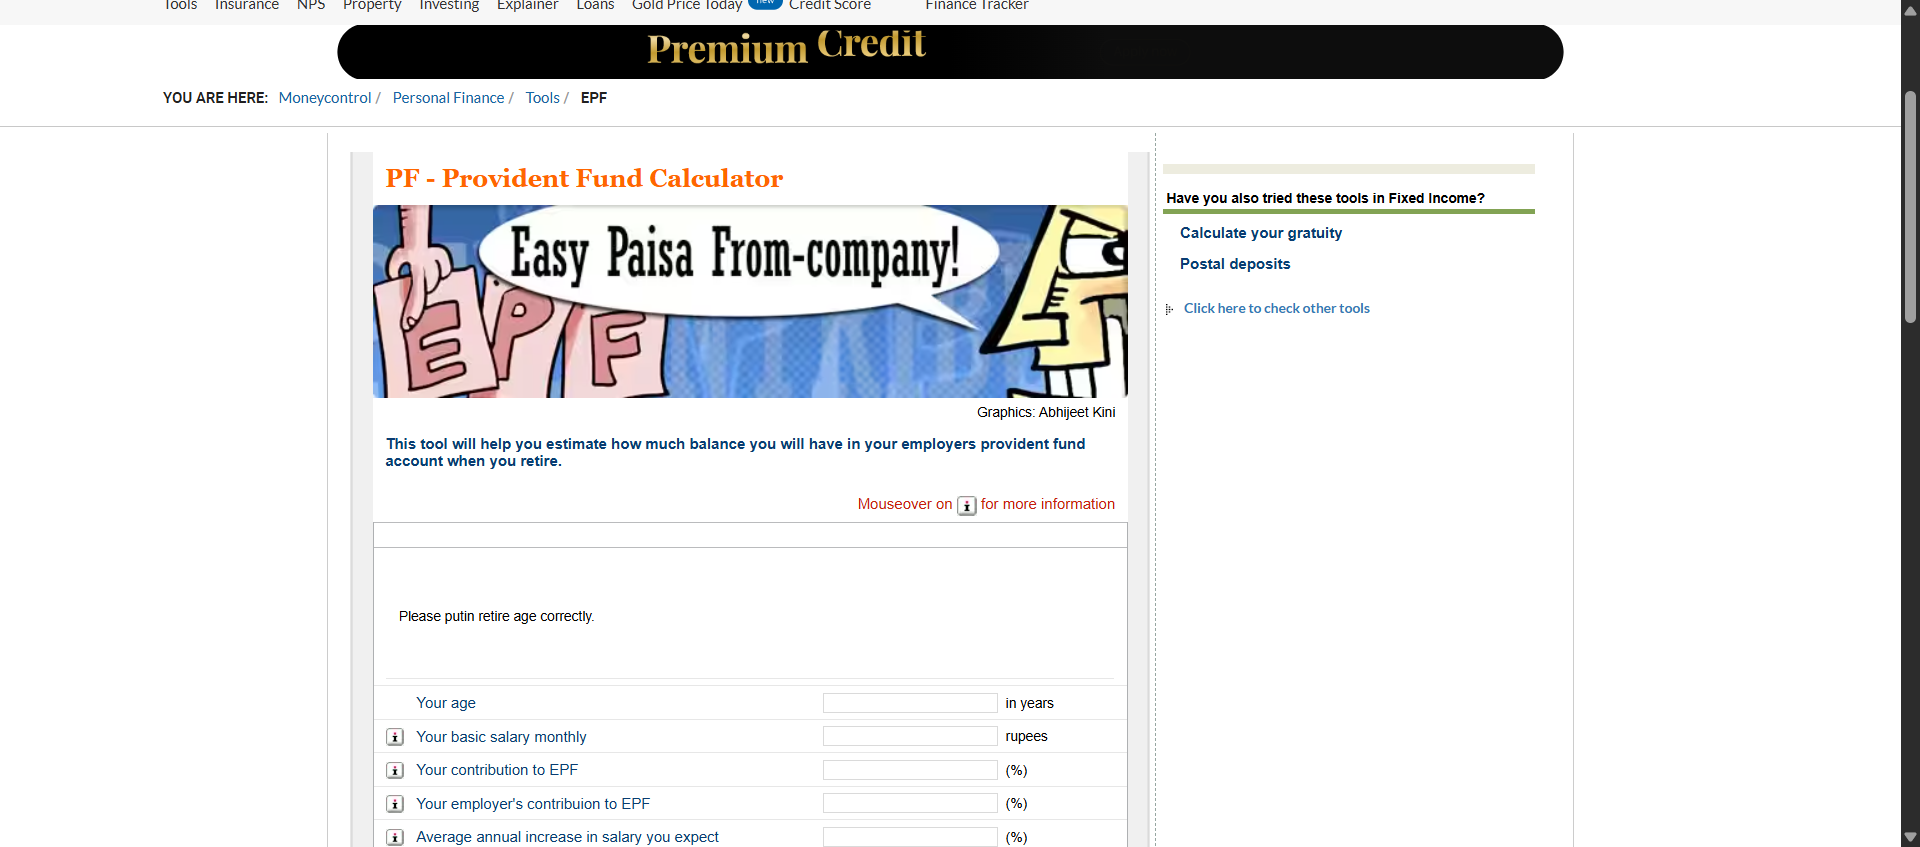 Tools Insurance NPS Property Investing Explainer Loans Gold Price Today new Credit Score Finance Tracker
Premium Credit
YOU ARE HERE: Moneycontrol / Personal Finance / Tools / EPF
PF - Provident Fund Calculator
Easy Paisa From-company!
EPF
Graphics: Abhijeet Kini
This tool will help you estimate how much balance you will have in your employers provident fund
account when you retire.
Mouseover on i for more information
Please putin retire age correctly.
Your age in years
i Your basic salary monthly rupees
i Your contribution to EPF (%)
i Your employer's contribuion to EPF (%)
i Average annual increase in salary you expect (%)
Have you also tried these tools in Fixed Income?
Calculate your gratuity
Postal deposits
Click here to check other tools